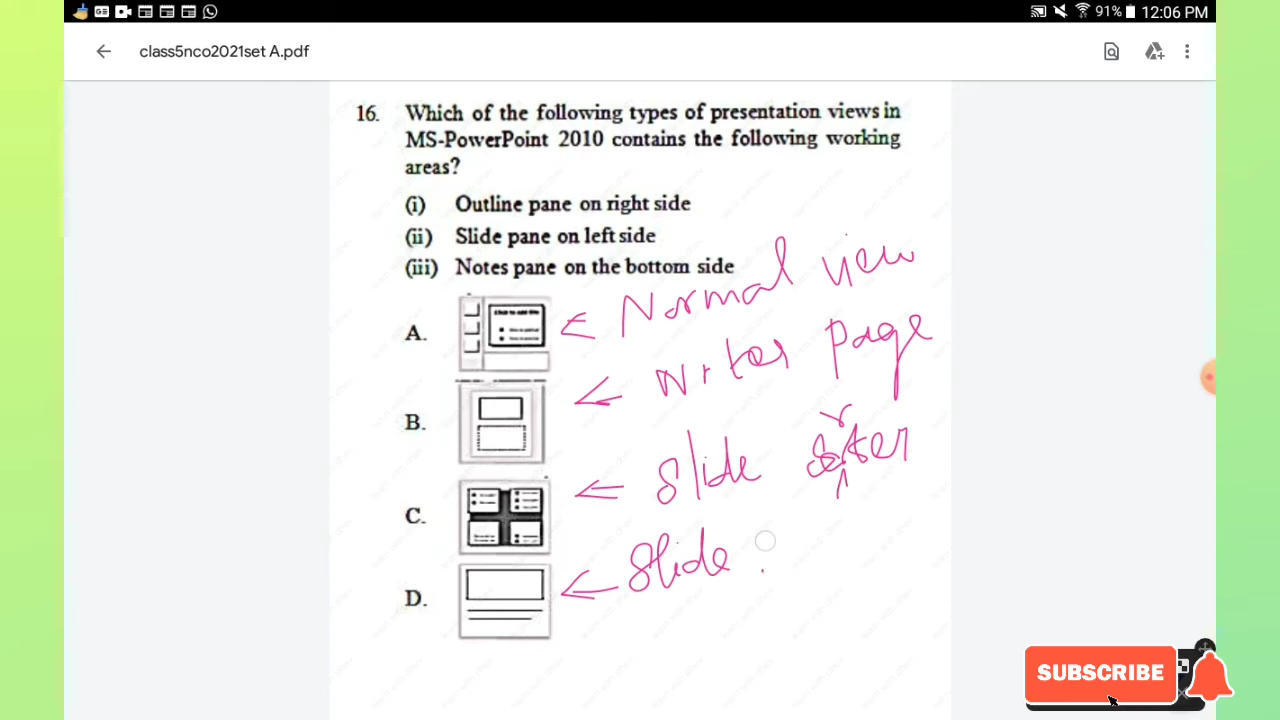 91% 12:06 PM
class5nco2021set A.pdf
16. Which of the following types of presentation views in
MS-PowerPoint 2010 contains the following working
areas?
(i) Outline pane on right side
(ii) Slide pane on left side
(iii) Notes pane on the bottom side
A. Normal view
B. Notes page
C. Slide
D. Slide
SUBSCRIBE